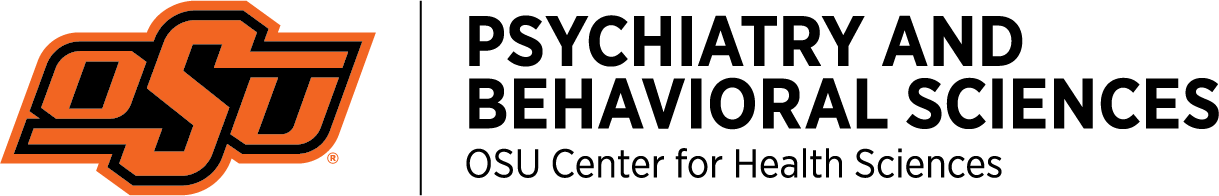 OSU ®
PSYCHIATRY AND
BEHAVIORAL SCIENCES
OSU Center for Health Sciences